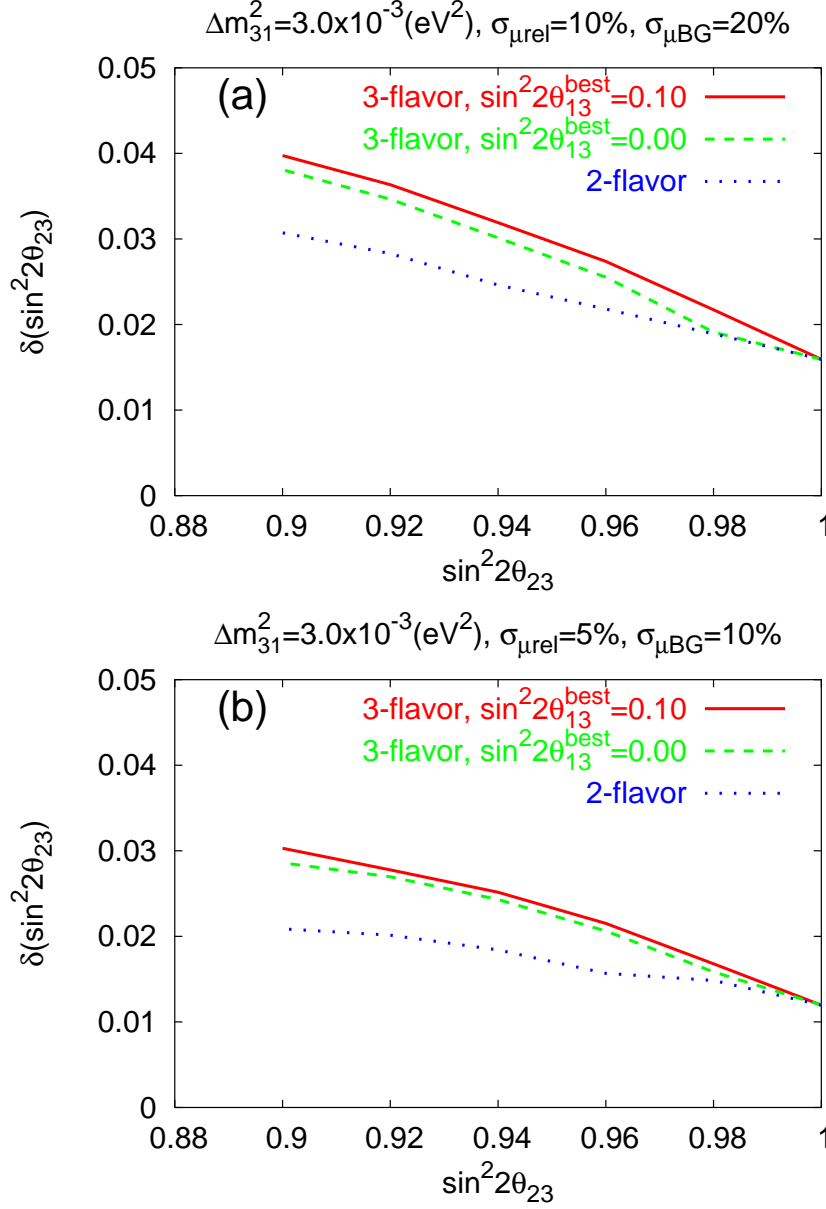 Δm²₃₁=3.0x10⁻³(eV²), σμrel=10%, σμBG=20%
(a)
3-flavor, sin²2θ₁₃ᵇᵉˢᵗ=0.10
3-flavor, sin²2θ₁₃ᵇᵉˢᵗ=0.00
2-flavor
δ(sin²2θ₂₃)
0.05
0.04
0.03
0.02
0.01
0
0.88 0.9 0.92 0.94 0.96 0.98 1
sin²2θ₂₃
Δm²₃₁=3.0x10⁻³(eV²), σμrel=5%, σμBG=10%
(b)
3-flavor, sin²2θ₁₃ᵇᵉˢᵗ=0.10
3-flavor, sin²2θ₁₃ᵇᵉˢᵗ=0.00
2-flavor
δ(sin²2θ₂₃)
0.05
0.04
0.03
0.02
0.01
0
0.88 0.9 0.92 0.94 0.96 0.98 1
sin²2θ₂₃